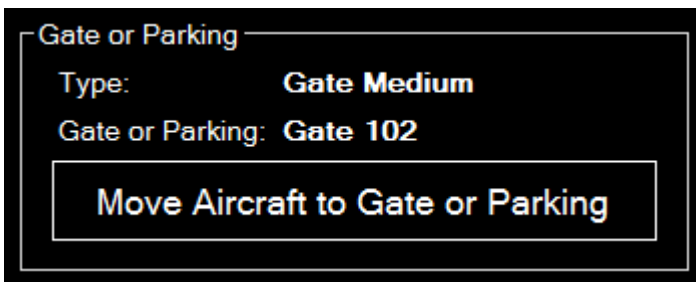 Gate or Parking
Type: Gate Medium
Gate or Parking: Gate 102
Move Aircraft to Gate or Parking